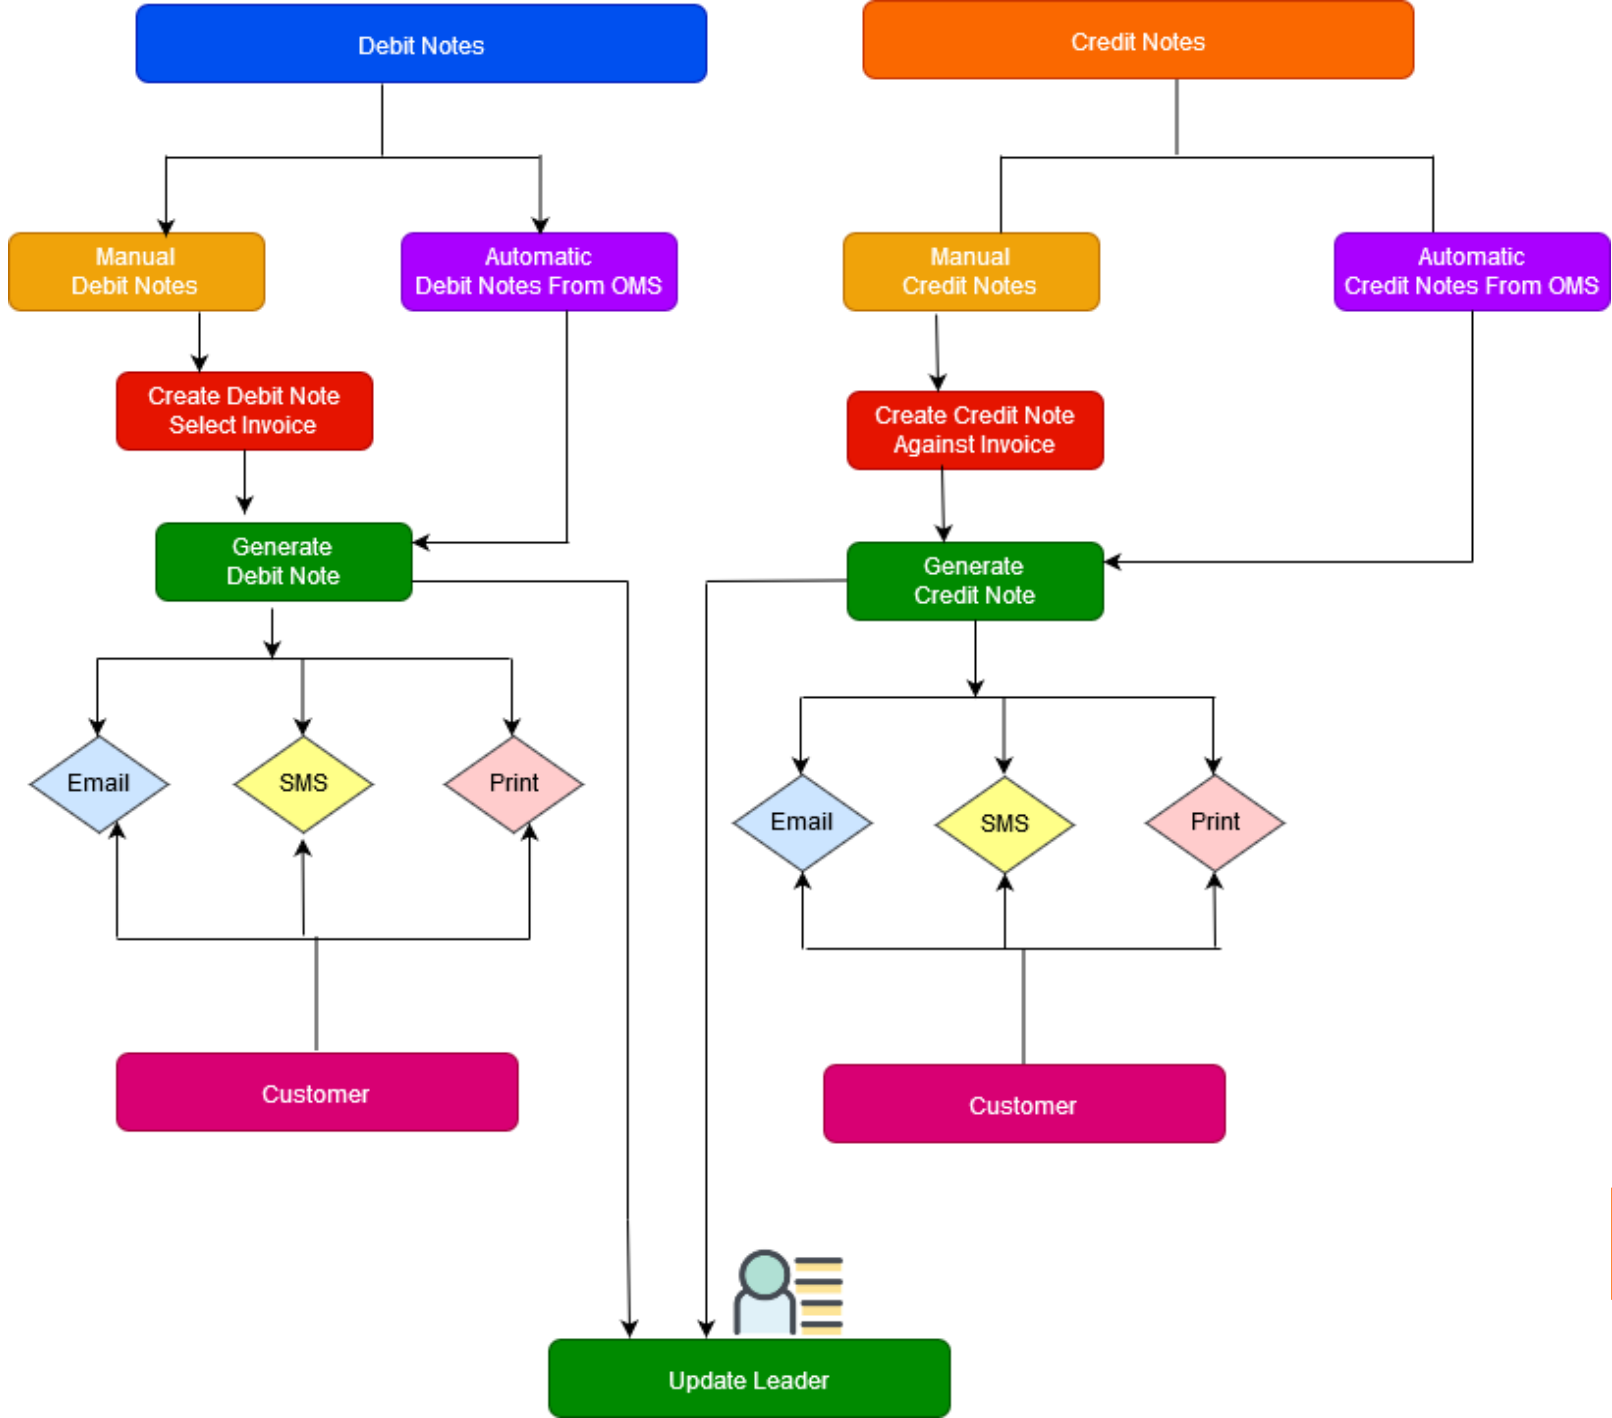 Debit Notes
Credit Notes
Manual
Debit Notes
Automatic
Debit Notes From OMS
Manual
Credit Notes
Automatic
Credit Notes From OMS
Create Debit Note
Select Invoice
Create Credit Note
Against Invoice
Generate
Debit Note
Generate
Credit Note
Email
SMS
Print
Email
SMS
Print
Customer
Customer
Update Leader